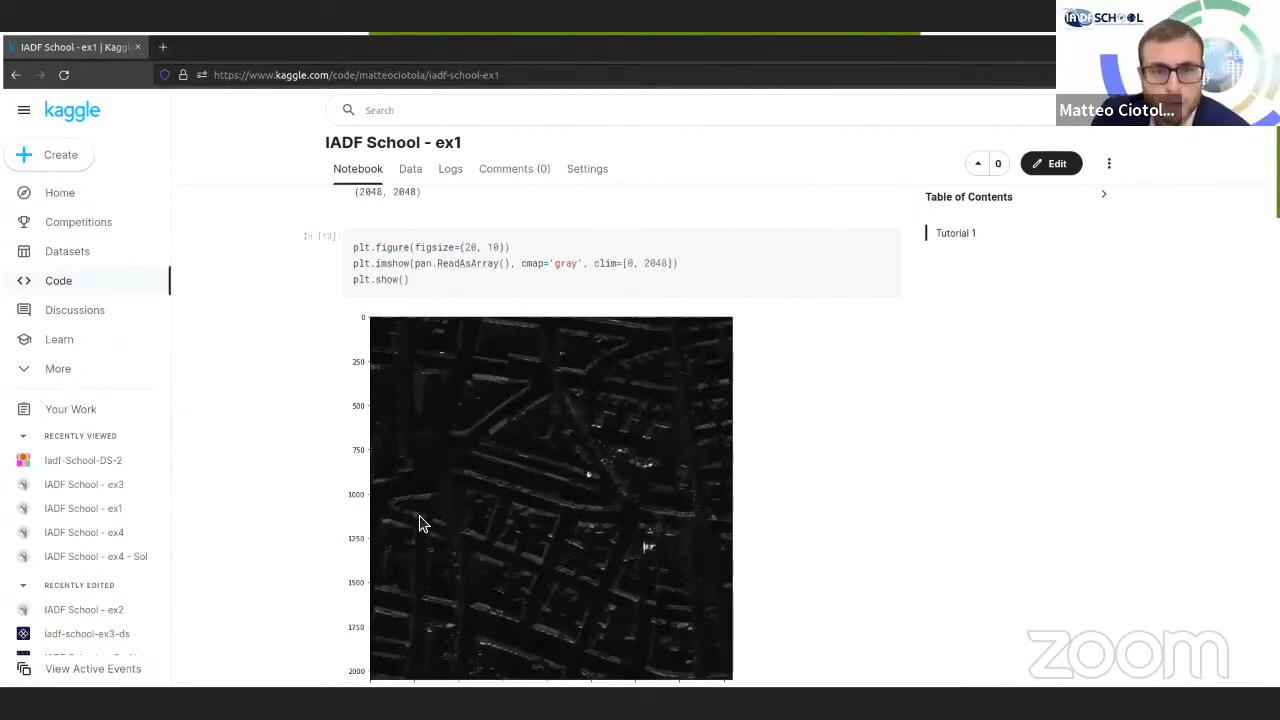 IADF SCHOOL
IADF School - ex1 | Kaggl
https://www.kaggle.com/code/matteociotola/iadf-school-ex1
Matteo Ciotol...
kaggle
Search
Create
IADF School - ex1
0
Edit
Notebook
Data
Logs
Comments (0)
Settings
Home
Competitions
Datasets
Code
Discussions
Learn
More
Your Work
RECENTLY VIEWED
Iadf-School-DS-2
IADF School - ex3
IADF School - ex1
IADF School - ex4
IADF School - ex4 - Sol
RECENTLY EDITED
IADF School - ex2
iadf-school-ex3-ds
View Active Events
(2048, 2048)
Table of Contents
Tutorial 1
plt.figure(figsize=(20, 10))
plt.imshow(pan.ReadAsArray(), cmap='gray', clim=[0, 2048])
plt.show()
0
250
500
750
1000
1250
1500
1750
2000
zoom